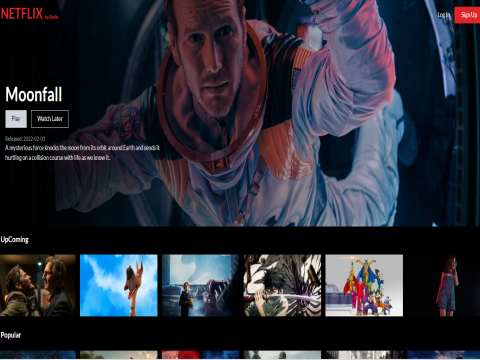 NETFLIX
Log In
Sign Up
Moonfall
Play
Watch Later
Released: 2022-02-03
A mysterious force knocks the moon from its orbit around Earth and sends it
hurtling on a collision course with life as we know it.
UpComing
Popular